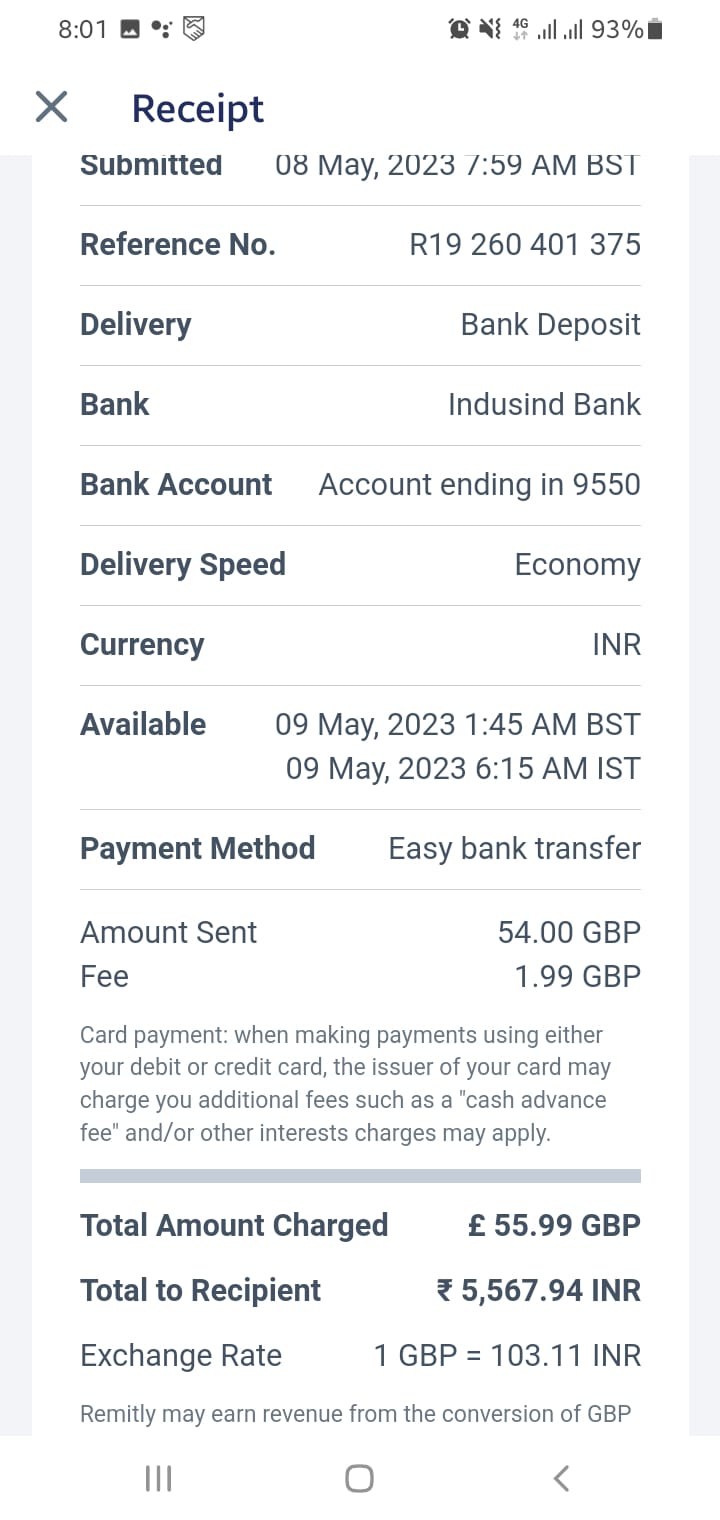 8:01 4G 93%
Receipt
Submitted 08 May, 2023 7:59 AM BST
Reference No. R19 260 401 375
Delivery Bank Deposit
Bank Indusind Bank
Bank Account Account ending in 9550
Delivery Speed Economy
Currency INR
Available 09 May, 2023 1:45 AM BST
09 May, 2023 6:15 AM IST
Payment Method Easy bank transfer
Amount Sent 54.00 GBP
Fee 1.99 GBP
Card payment: when making payments using either
your debit or credit card, the issuer of your card may
charge you additional fees such as a "cash advance
fee" and/or other interests charges may apply.
Total Amount Charged £ 55.99 GBP
Total to Recipient ₹ 5,567.94 INR
Exchange Rate 1 GBP = 103.11 INR
Remitly may earn revenue from the conversion of GBP